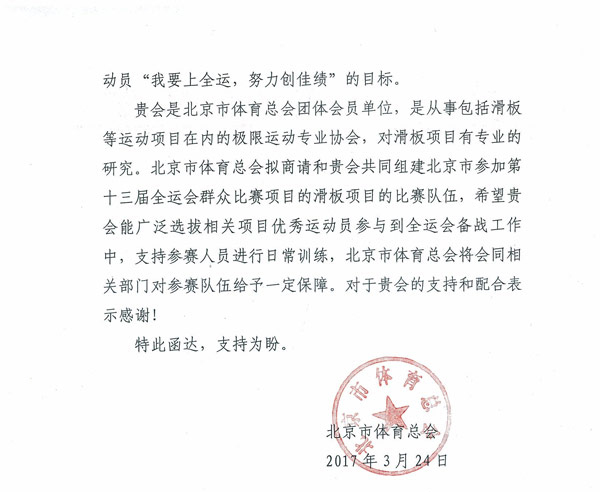 动员“我要上全运，努力创佳绩”的目标。
贵会是北京市体育总会团体会员单位，是从事包括滑板
等运动项目在内的极限运动专业协会，对滑板项目有专业的
研究。北京市体育总会拟商请和贵会共同组建北京市参加第
十三届全运会群众比赛项目的滑板项目的比赛队伍，希望贵
会能广泛选拔相关项目优秀运动员参与到全运会备战工作
中，支持参赛人员进行日常训练，北京市体育总会将会同相
关部门对参赛队伍给予一定保障。对于贵会的支持和配合表
示感谢！
特此函达，支持为盼。
北京市体育总会
北京市体育总会
2017年3月24日